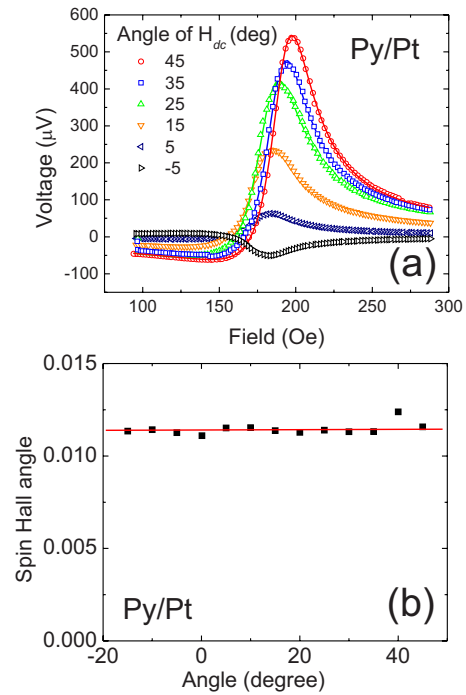 Angle of H_dc (deg)
Py/Pt
45
35
25
15
5
-5
600
500
400
300
200
100
0
-100
Voltage (μV)
(a)
100 150 200 250 300
Field (Oe)
0.015
0.010
0.005
0.000
Spin Hall angle
Py/Pt
(b)
-20 0 20 40
Angle (degree)